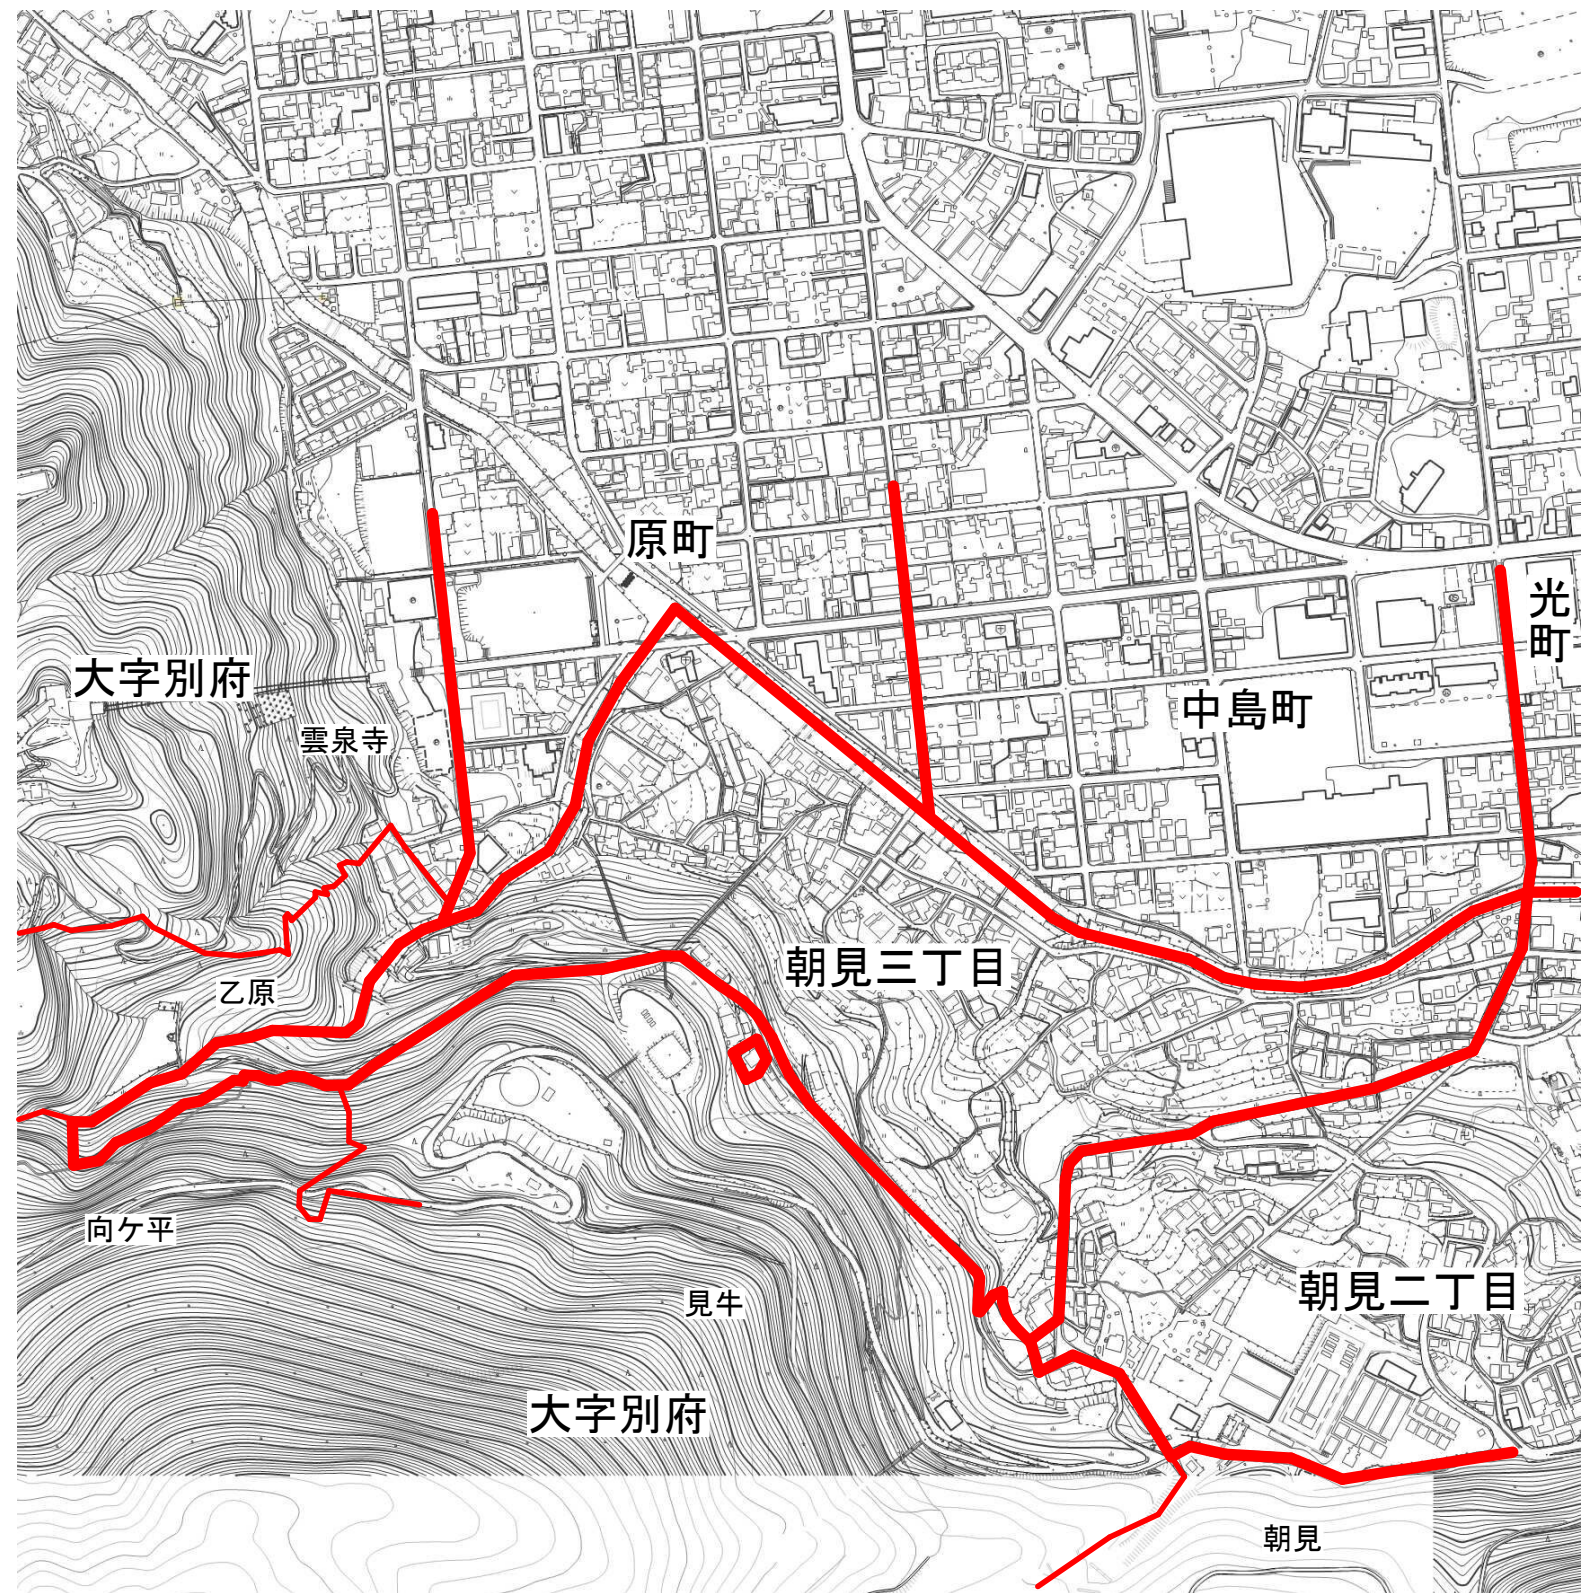 原町
光町
大字別府
中島町
雲泉寺
朝見三丁目
乙原
向ケ平
朝見二丁目
見牛
大字別府
朝見